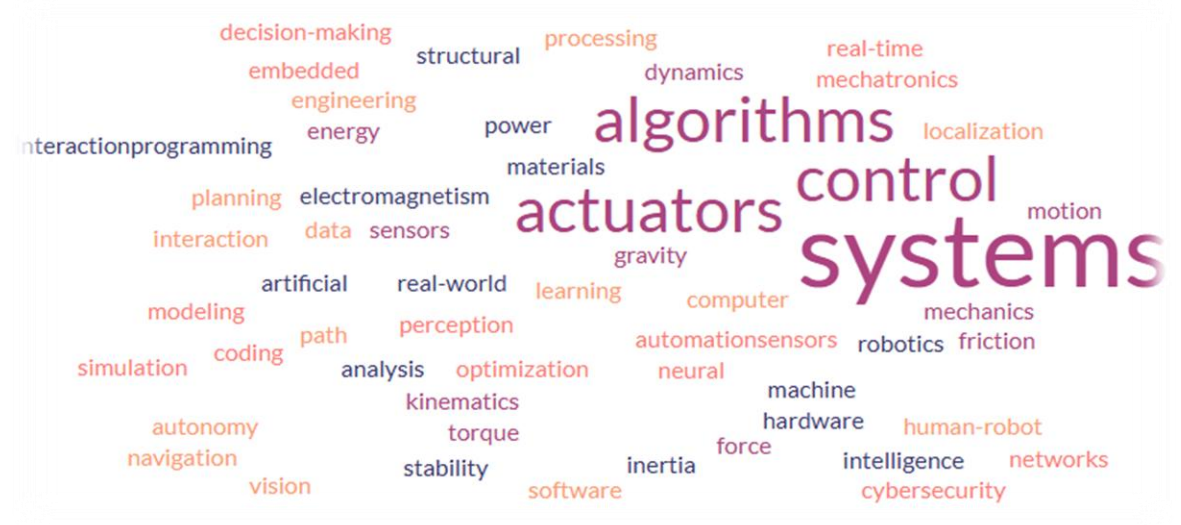 decision-making
processing
real-time
structural
embedded
dynamics
mechatronics
engineering
algorithms
energy
power
localization
nteractionprogramming
materials
control
planning
electromagnetism
actuators
motion
data
sensors
interaction
systems
gravity
artificial
real-world
learning
computer
modeling
mechanics
perception
path
automationsensors
robotics
friction
coding
simulation
analysis
optimization
neural
machine
kinematics
hardware
autonomy
human-robot
torque
force
navigation
stability
inertia
intelligence
networks
vision
software
cybersecurity